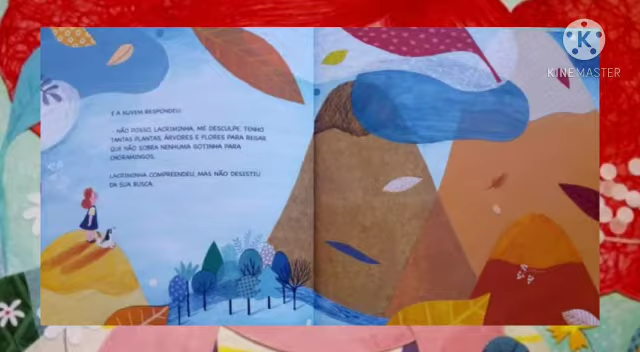 E A NUVEM RESPONDEU:
- NÃO POSSO, LACRIMINHA, ME DESCULPE. TENHO
TANTAS PLANTAS, ÁRVORES E FLORES PARA REGAR
QUE NÃO SOBRA NENHUMA GOTINHA PARA
LACRIMINHA COMPREENDEU, MAS NÃO DESISTIU
DA SUA BUSCA.
K
KINEMASTER